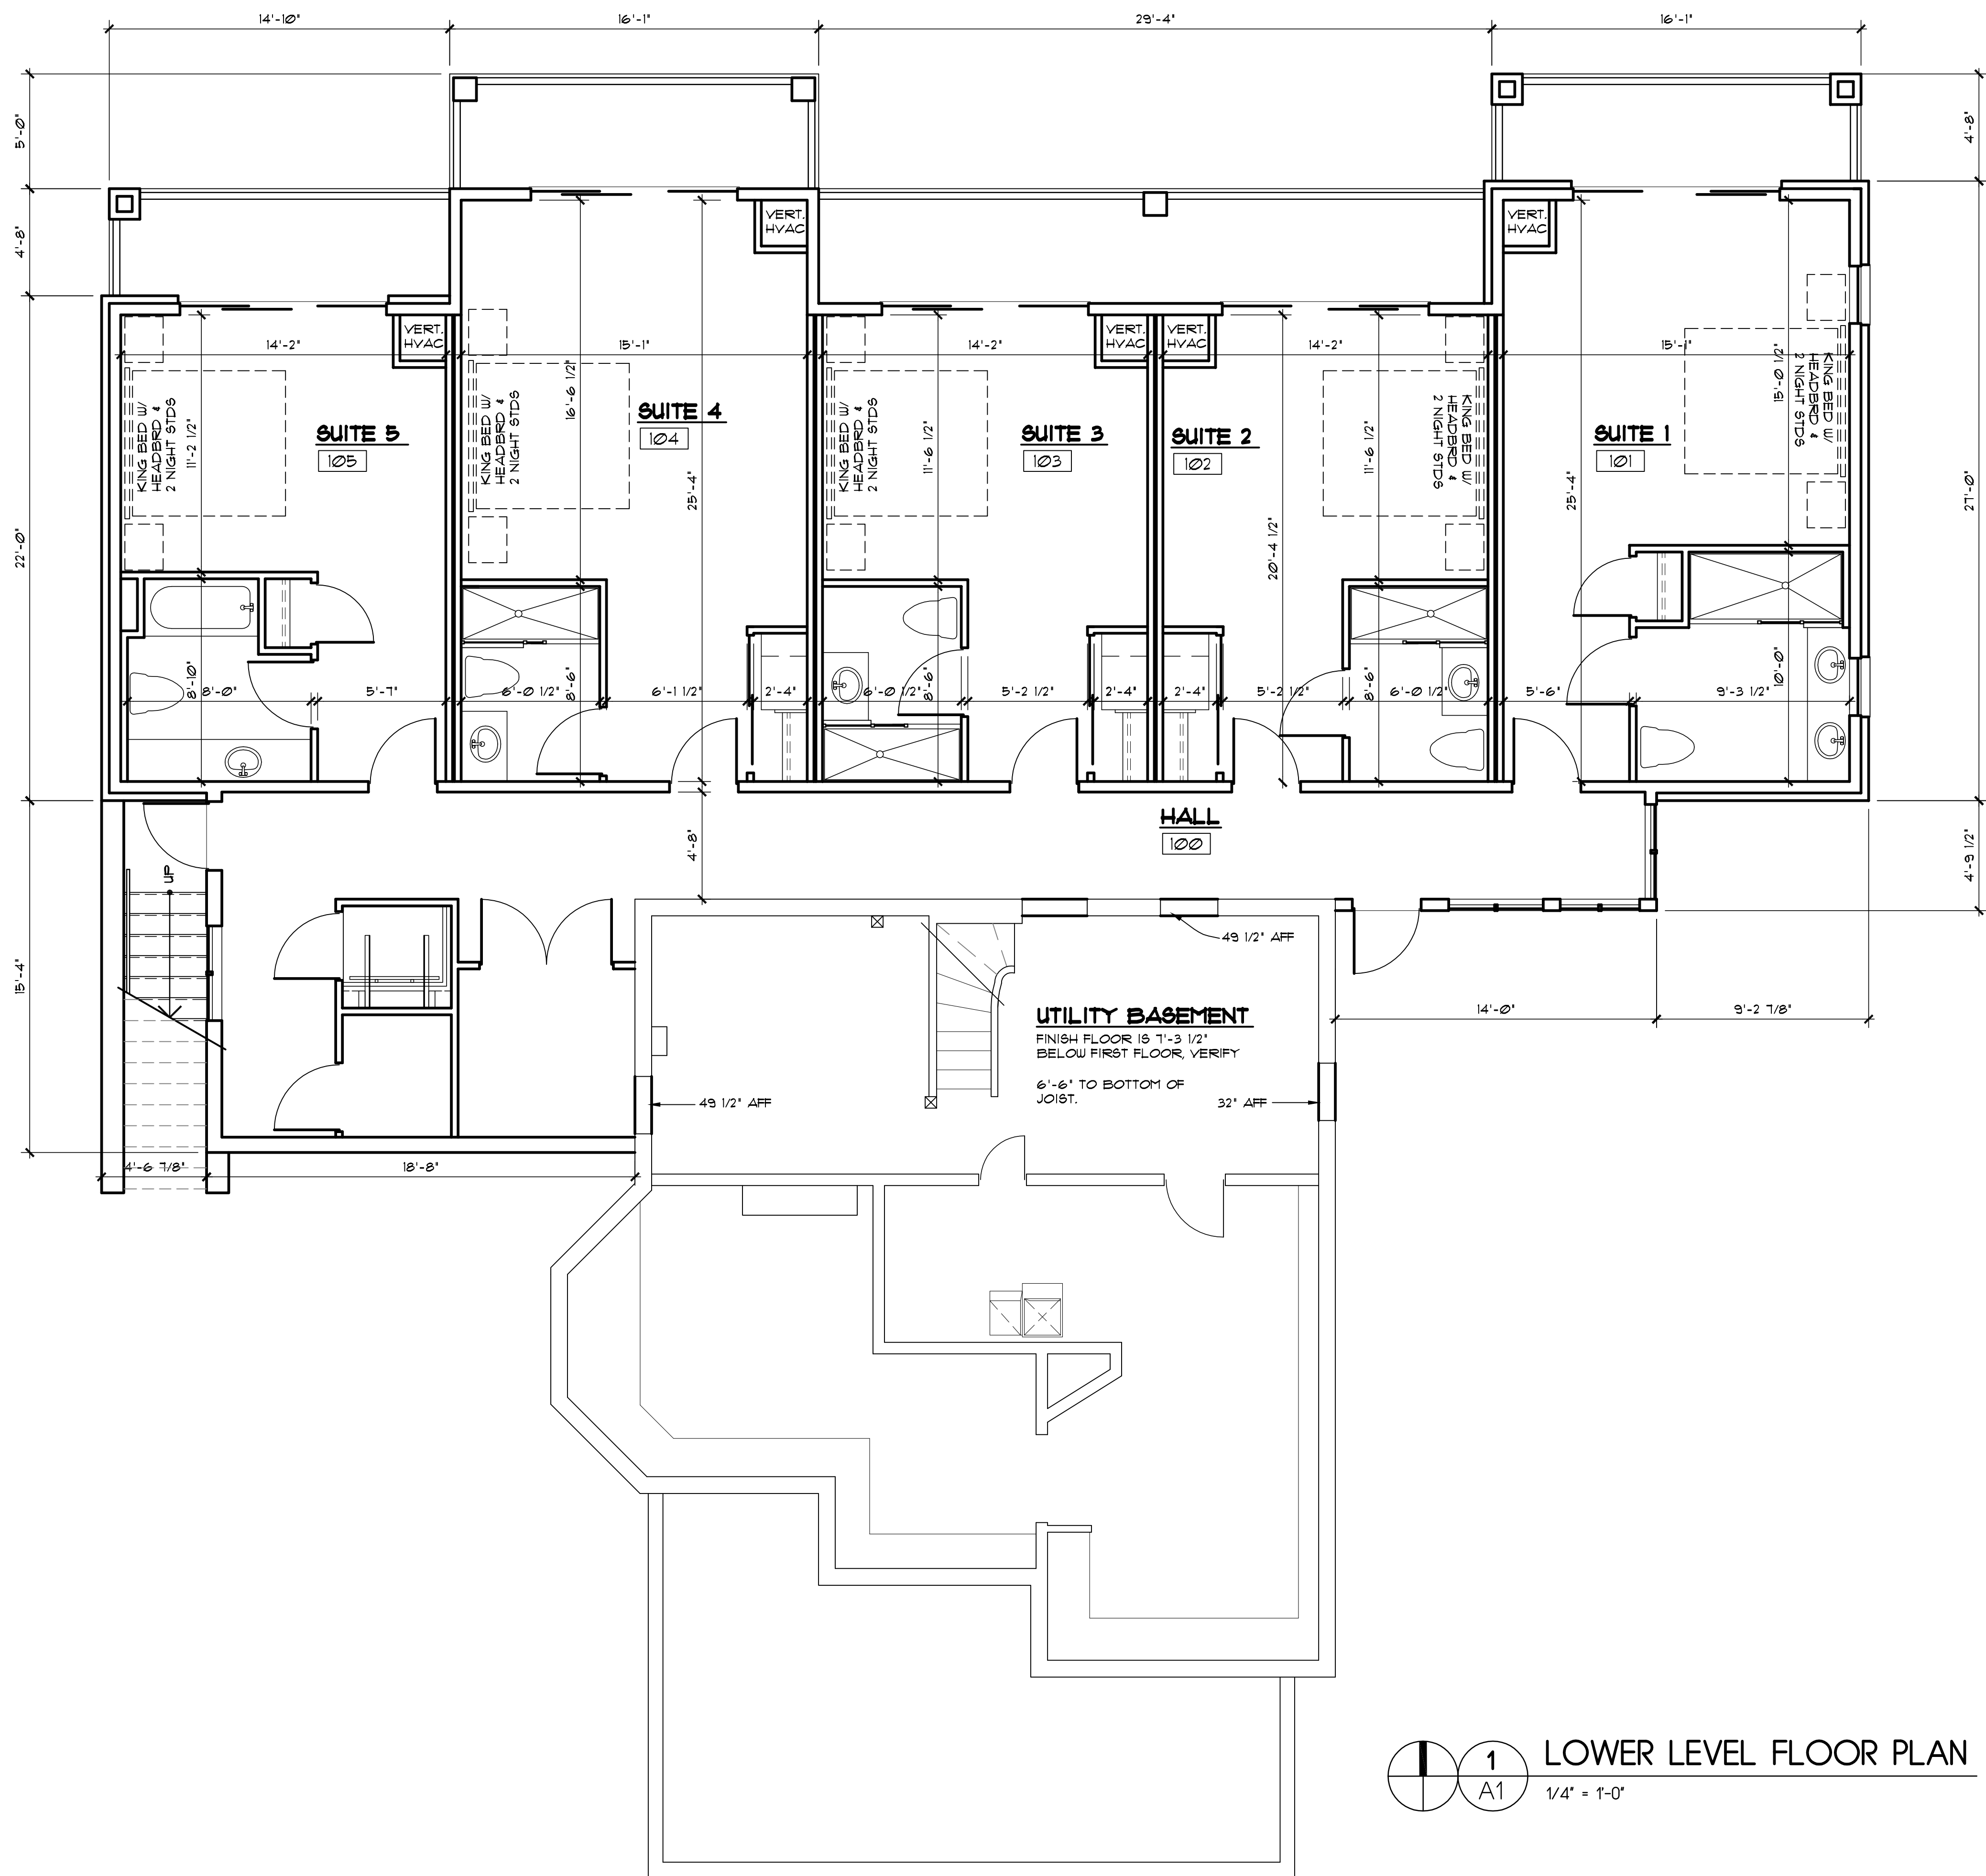 14'-10"
16'-1"
29'-4"
16'-1"
5'-0"
4'-8"
4'-8"
VERT.
HVAC
VERT.
HVAC
VERT.
HVAC
VERT.
HVAC
VERT.
HVAC
14'-2"
15'-1"
14'-2"
14'-2"
15'-1"
SUITE 5
105
SUITE 4
104
SUITE 3
103
SUITE 2
102
SUITE 1
101
KING BED W/
HEADBRD &
2 NIGHT STDS
KING BED W/
HEADBRD &
2 NIGHT STDS
KING BED W/
HEADBRD &
2 NIGHT STDS
KING BED W/
HEADBRD &
2 NIGHT STDS
KING BED W/
HEADBRD &
2 NIGHT STDS
11'-2 1/2"
16'-6 1/2"
25'-4"
11'-6 1/2"
20'-4 1/2"
11'-6 1/2"
25'-4"
15'-0 1/2"
22'-0"
27'-0"
8'-10"
8'-0"
5'-7"
6'-0 1/2"
8'-6"
6'-1 1/2"
2'-4"
6'-0 1/2"
8'-6"
5'-2 1/2"
2'-4"
2'-4"
5'-2 1/2"
8'-6"
6'-0 1/2"
5'-6"
9'-3 1/2"
10'-0"
HALL
100
4'-8"
4'-9 1/2"
UP
49 1/2" AFF
UTILITY BASEMENT
FINISH FLOOR IS 7'-3 1/2"
BELOW FIRST FLOOR, VERIFY
6'-6" TO BOTTOM OF
JOIST.
49 1/2" AFF
32" AFF
14'-0"
9'-2 7/8"
15'-4"
4'-6 7/8"
18'-8"
1
A1
LOWER LEVEL FLOOR PLAN
1/4" = 1'-0"